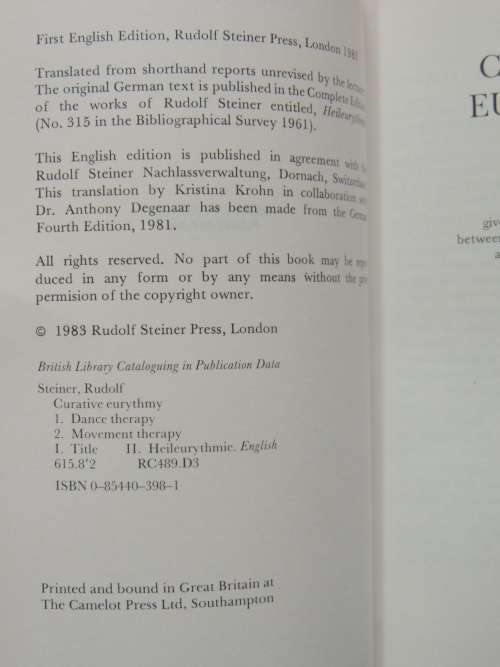 First English Edition, Rudolf Steiner Press, London
Translated from shorthand reports unrevised by the
The original German text is published in the Complete
of the works of Rudolf Steiner entitled,
(No. 315 in the Bibliographical Survey 1961).
This English edition is published in agreement with
Rudolf Steiner Nachlassverwaltung, Dornach,
This translation by Kristina Krohn in collaboration
Dr. Anthony Degenaar has been made from the
Fourth Edition, 1981.
All rights reserved. No part of this book may be
duced in any form or by any means without the
permision of the copyright owner.
© 1983 Rudolf Steiner Press, London
British Library Cataloguing in Publication Data
Steiner, Rudolf
Curative eurythmy
1. Dance therapy
2. Movement therapy
I. Title II. Heileurythmie. English
615.8'2 RC489.D3
ISBN 0–85440–398–1
Printed and bound in Great Britain at
The Camelot Press Ltd, Southampton
C
EU
give
between
a